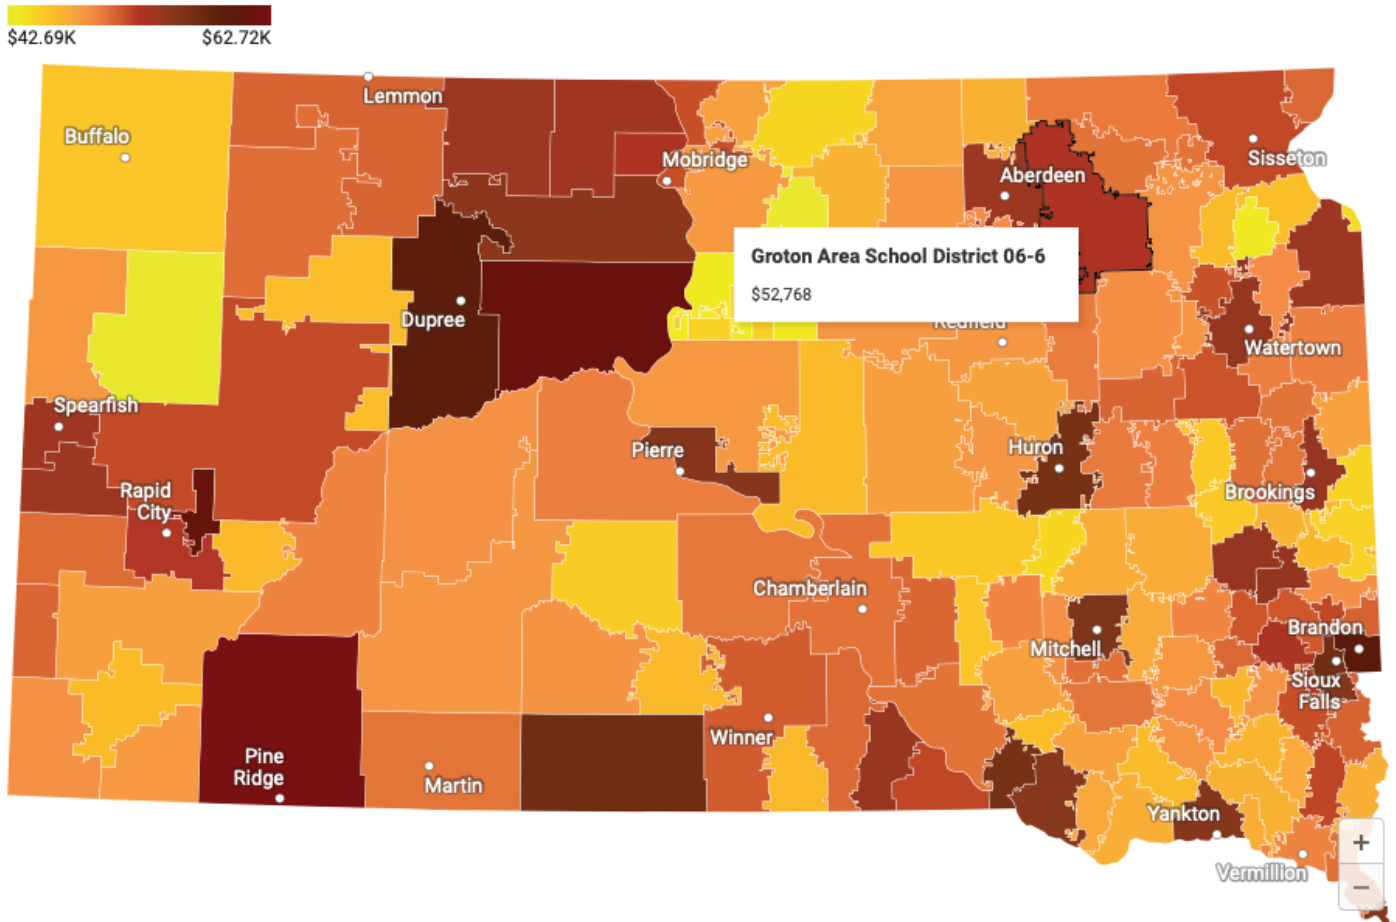 $42.69K $62.72K
Lemmon
Buffalo
Mobridge
Sisseton
Aberdeen
Groton Area School District 06-6
$52,768
Dupree
Redfield
Watertown
Spearfish
Pierre
Huron
Rapid
City
Brookings
Chamberlain
Brandon
Mitchell
Sioux
Falls
Winner
Pine
Ridge
Martin
Yankton
+
Vermillion
−